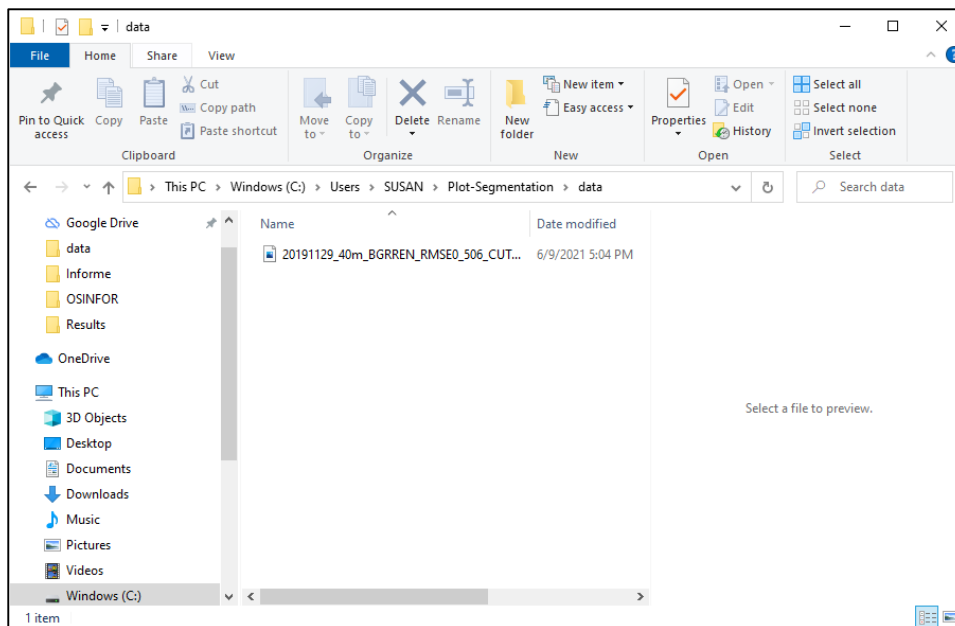 data
File Home Share View
Pin to Quick access
Copy
Paste
Cut
Copy path
Paste shortcut
Clipboard
Move to
Copy to
Delete
Rename
Organize
New folder
New item
Easy access
New
Properties
Open
Edit
History
Open
Select all
Select none
Invert selection
Select
This PC > Windows (C:) > Users > SUSAN > Plot-Segmentation > data
Search data
Google Drive
data
Informe
OSINFOR
Results
OneDrive
This PC
3D Objects
Desktop
Documents
Downloads
Music
Pictures
Videos
Windows (C:)
Name Date modified
20191129_40m_BGRREN_RMSE0_506_CUT... 6/9/2021 5:04 PM
Select a file to preview.
1 item